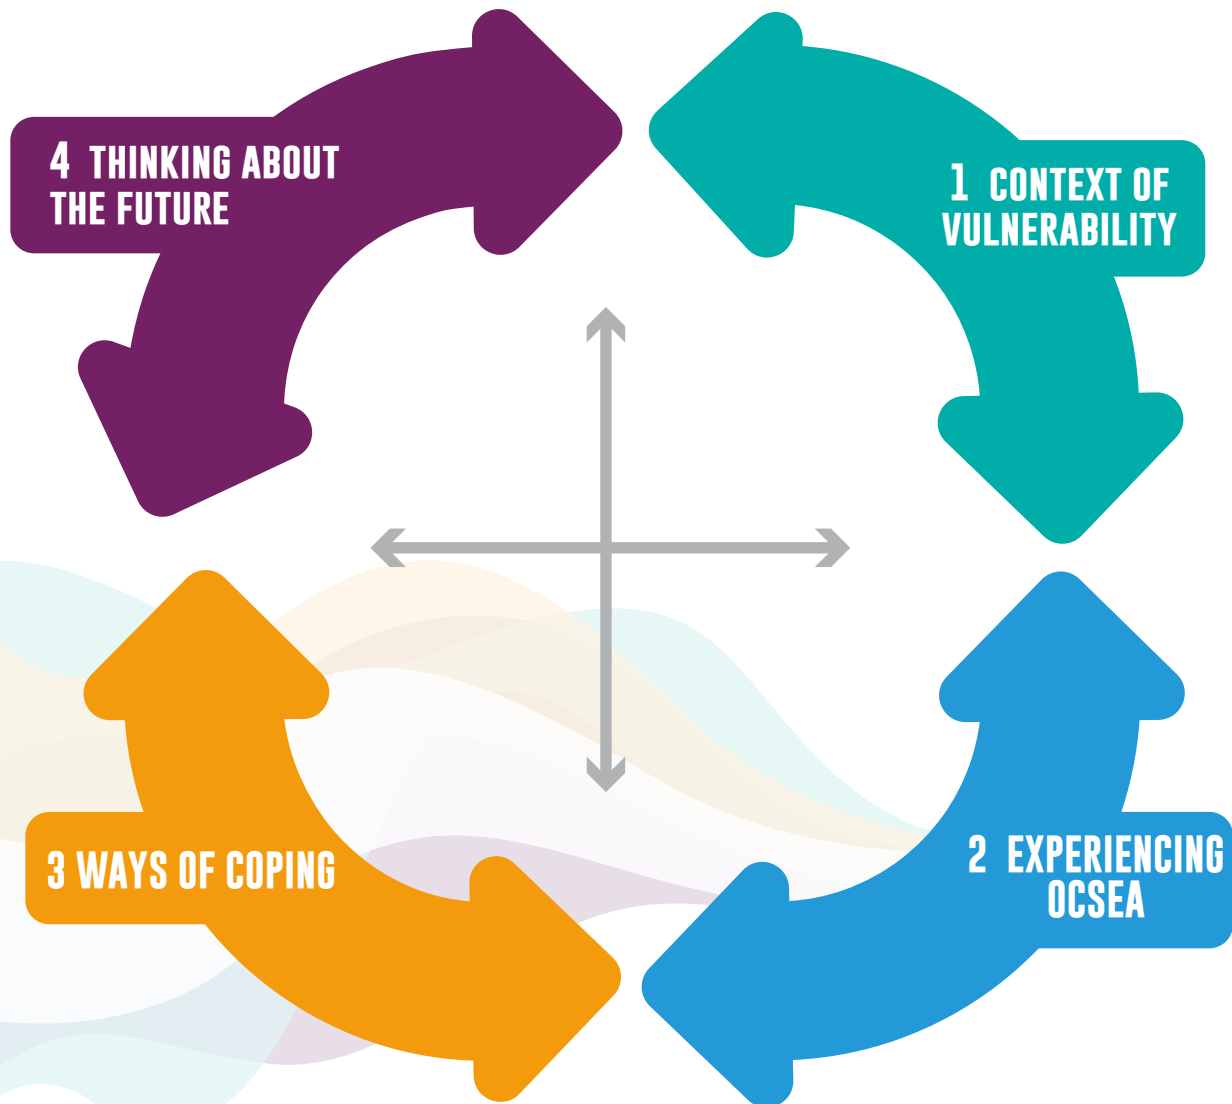 4 THINKING ABOUT
THE FUTURE
1 CONTEXT OF
VULNERABILITY
3 WAYS OF COPING
2 EXPERIENCING
OCSEA